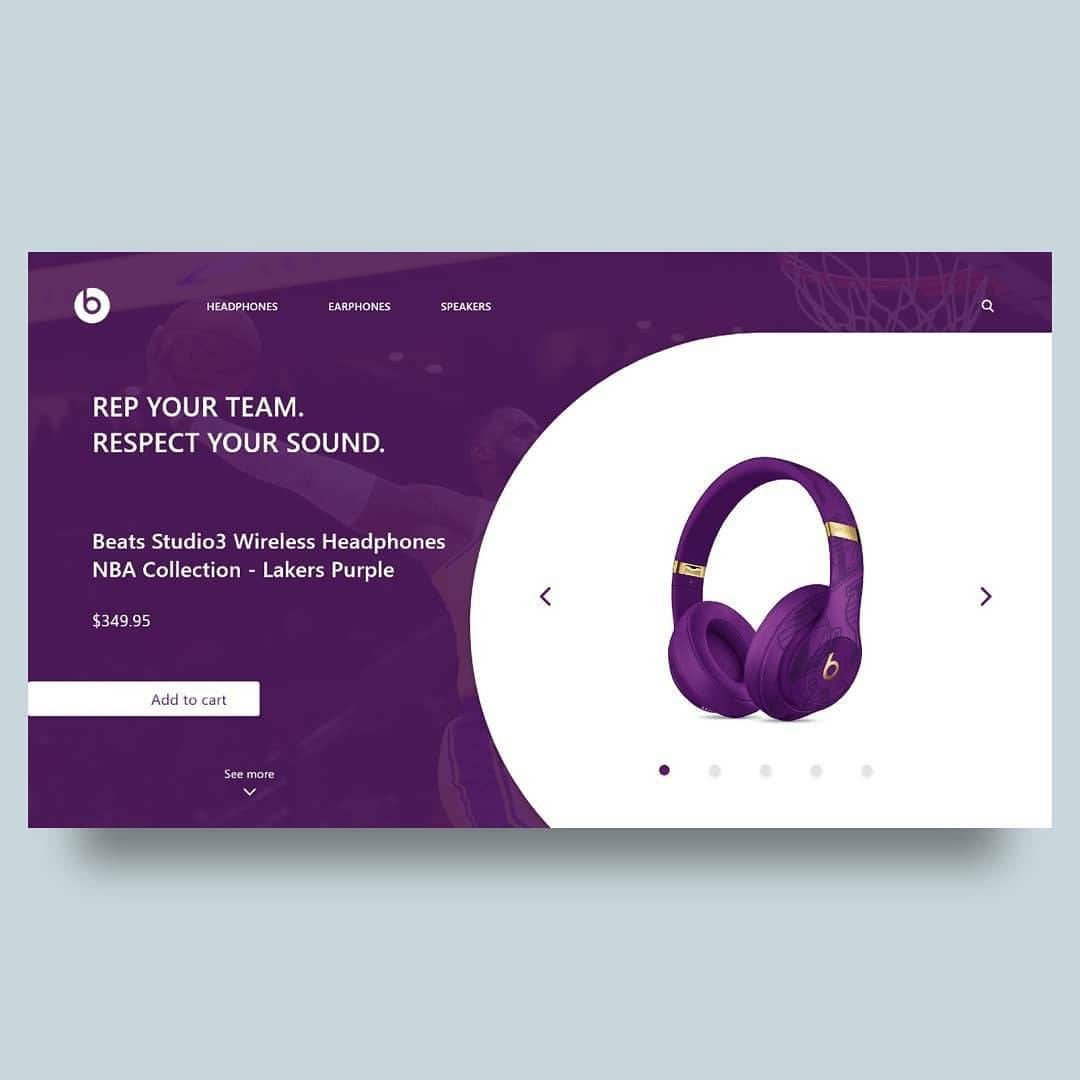 b
HEADPHONES EARPHONES SPEAKERS
REP YOUR TEAM.
RESPECT YOUR SOUND.
Beats Studio3 Wireless Headphones
NBA Collection - Lakers Purple
$349.95
Add to cart
See more
b